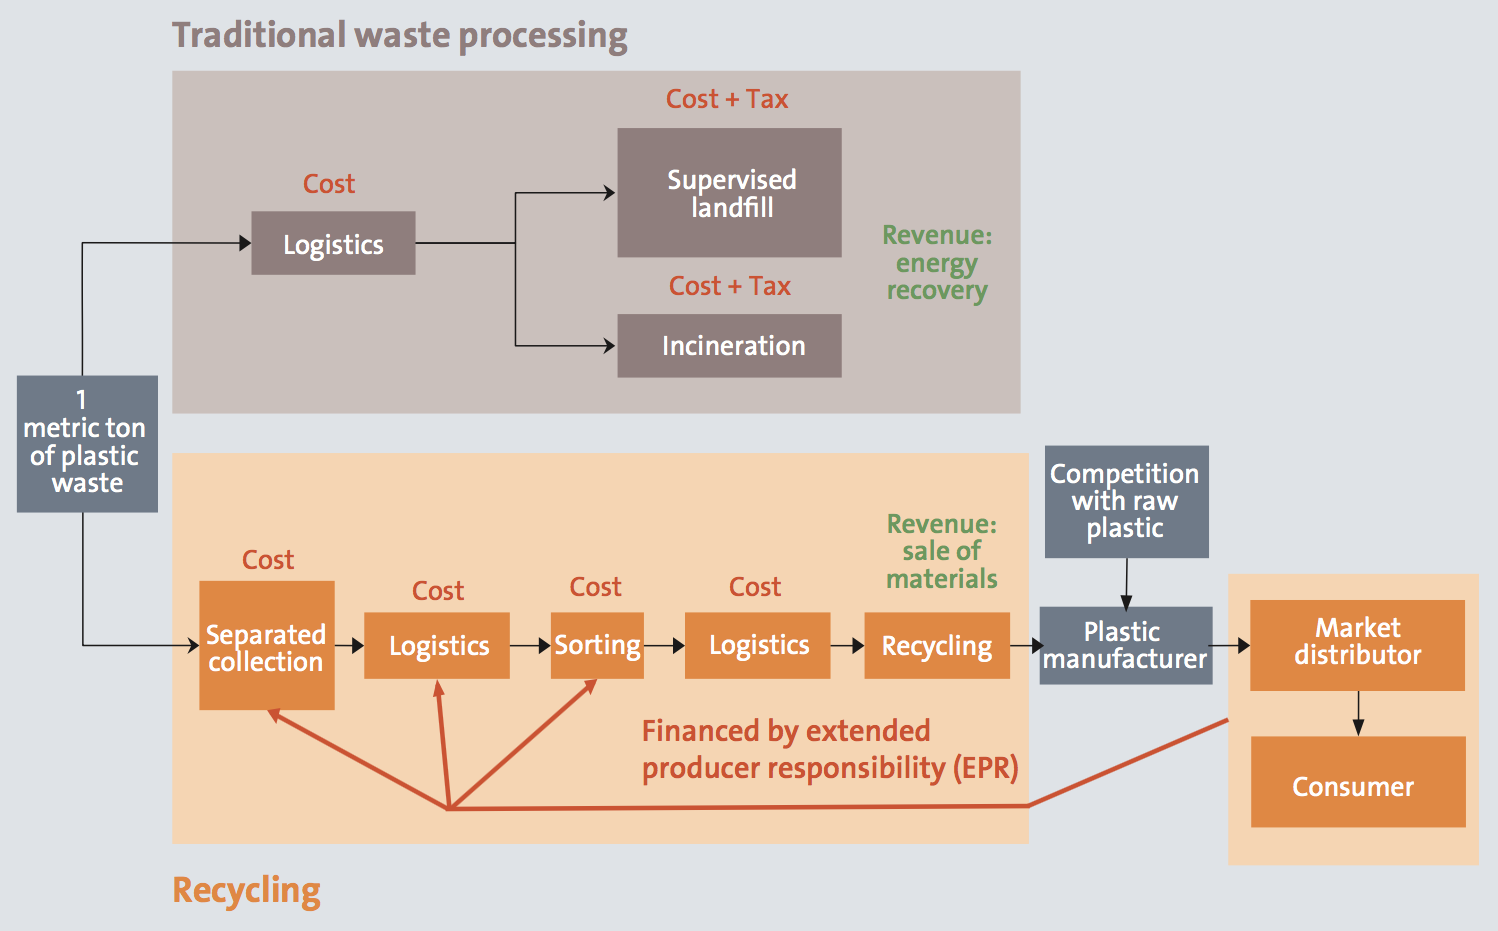 Traditional waste processing
Cost + Tax
Supervised
landfill
Cost
Logistics
Revenue:
energy
recovery
Cost + Tax
Incineration
1
metric ton
of plastic
waste
Competition
with raw
plastic
Revenue:
sale of
materials
Cost
Separated
collection
Cost
Logistics
Cost
Sorting
Cost
Logistics
Recycling
Plastic
manufacturer
Market
distributor
Financed by extended
producer responsibility (EPR)
Consumer
Recycling